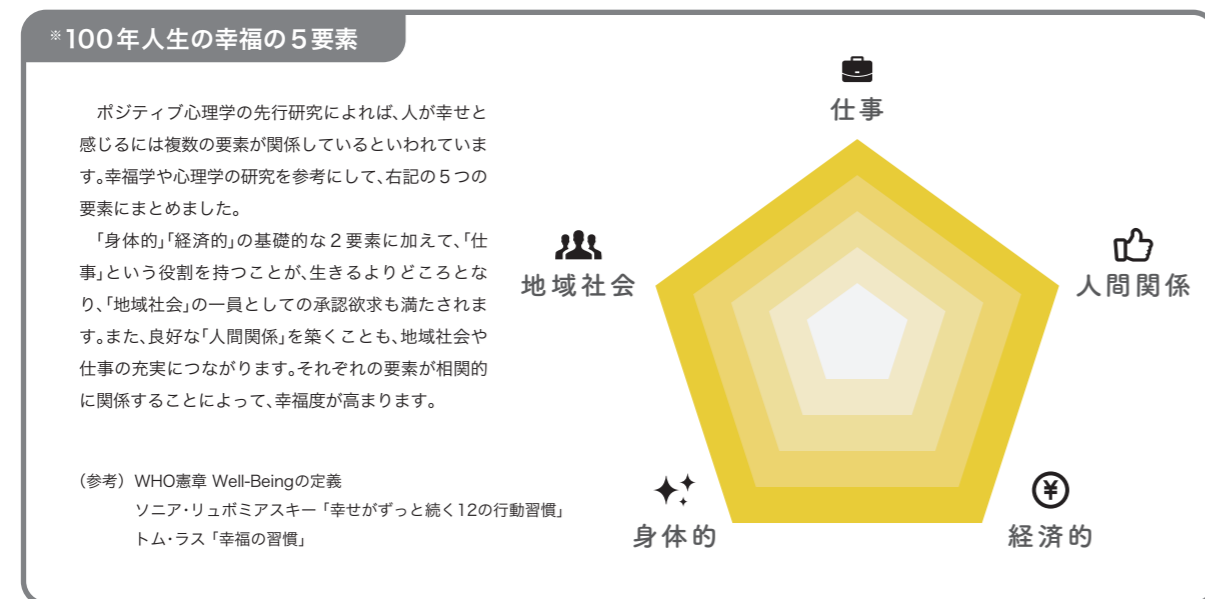 ※100年人生の幸福の5要素
ポジティブ心理学の先行研究によれば、人が幸せと
感じるには複数の要素が関係しているといわれていま
す。幸福学や心理学の研究を参考にして、右記の5つの
要素にまとめました。
「身体的」「経済的」の基礎的な2要素に加えて、「仕
事」という役割を持つことが、生きるよりどころとな
り、「地域社会」の一員としての承認欲求も満たされま
す。また、良好な「人間関係」を築くことも、地域社会や
仕事の充実につながります。それぞれの要素が相関的
に関係することによって、幸福度が高まります。
(参考) WHO憲章 Well-Beingの定義
ソニア・リュボミアスキー「幸せがずっと続く12の行動習慣」
トム・ラス「幸福の習慣」
仕事
地域社会
人間関係
身体的
¥
経済的